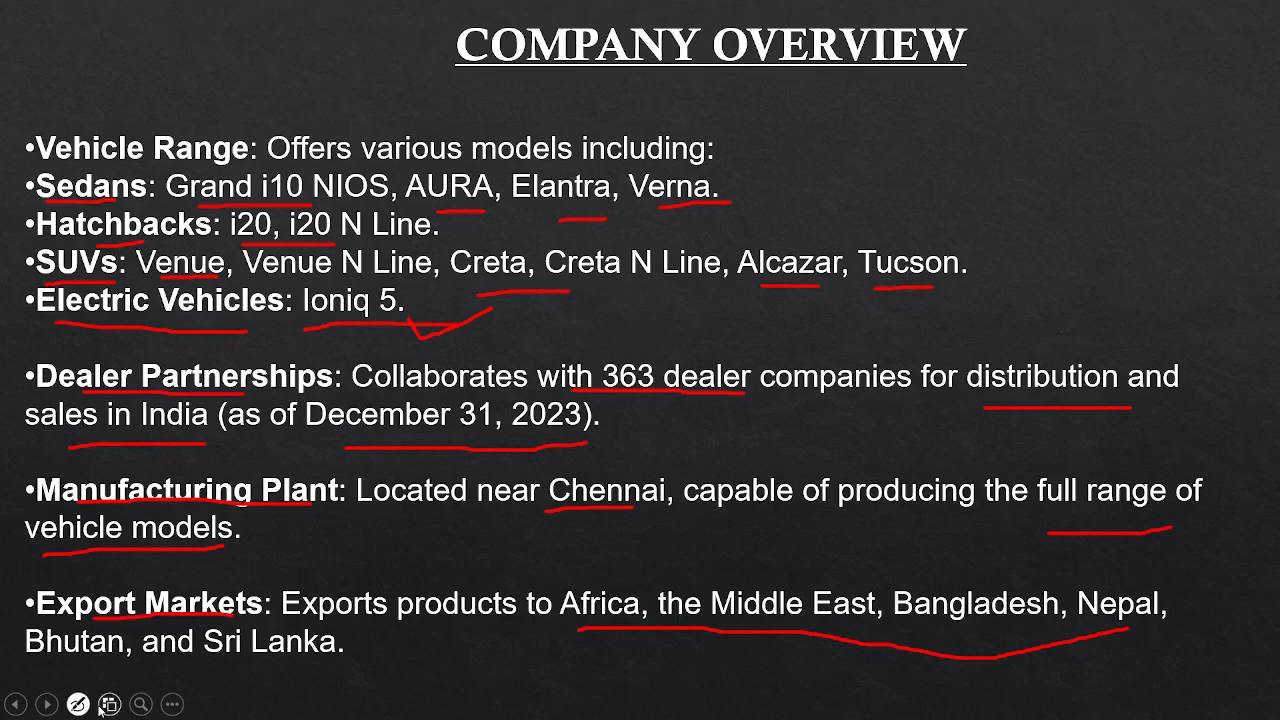 COMPANY OVERVIEW
•Vehicle Range: Offers various models including:
•Sedans: Grand i10 NIOS, AURA, Elantra, Verna.
•Hatchbacks: i20, i20 N Line.
•SUVs: Venue, Venue N Line, Creta, Creta N Line, Alcazar, Tucson.
•Electric Vehicles: Ioniq 5.
•Dealer Partnerships: Collaborates with 363 dealer companies for distribution and
sales in India (as of December 31, 2023).
•Manufacturing Plant: Located near Chennai, capable of producing the full range of
vehicle models.
•Export Markets: Exports products to Africa, the Middle East, Bangladesh, Nepal,
Bhutan, and Sri Lanka.